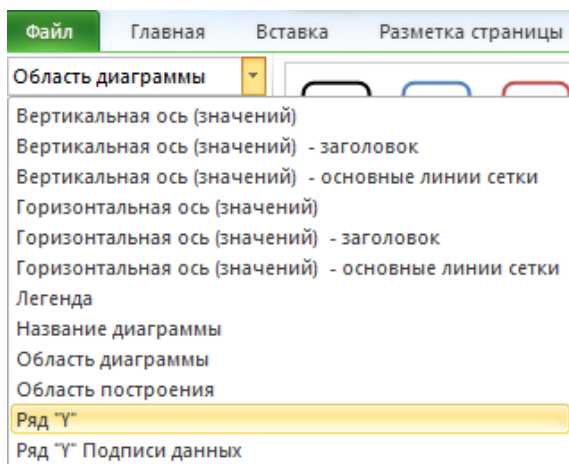 Файл Главная Вставка Разметка страницы
Область диаграммы
Вертикальная ось (значений)
Вертикальная ось (значений) - заголовок
Вертикальная ось (значений) - основные линии сетки
Горизонтальная ось (значений)
Горизонтальная ось (значений) - заголовок
Горизонтальная ось (значений) - основные линии сетки
Легенда
Название диаграммы
Область диаграммы
Область построения
Ряд "Y"
Ряд "Y" Подписи данных